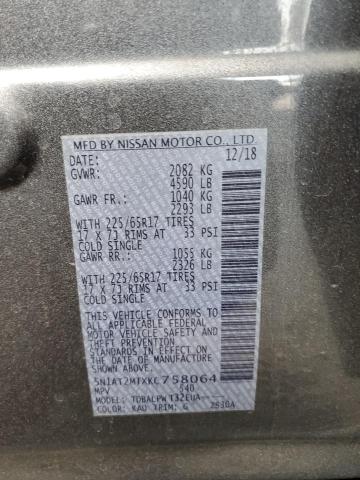 MFD BY NISSAN MOTOR CO., LTD.
DATE: 12/18
GVWR: 2082 KG
4590 LB
GAWR FR.: 1040 KG
2293 LB
WITH 225/65R17 TIRES
17 X 7J RIMS AT 33 PSI
COLD SINGLE
GAWR RR.: 1055 KG
2326 LB
WITH 225/65R17 TIRES
17 X 7J RIMS AT 33 PSI
COLD SINGLE
THIS VEHICLE CONFORMS TO ALL
APPLICABLE FEDERAL MOTOR
VEHICLE SAFETY, BUMPER AND
THEFT PREVENTION
STANDARDS IN EFFECT ON THE
DATE OF MANUFACTURE
SHOWN ABOVE.
5N1AT2MTXKC758064
MPV S40
MODEL:
COLOR: KAD TRIM: G